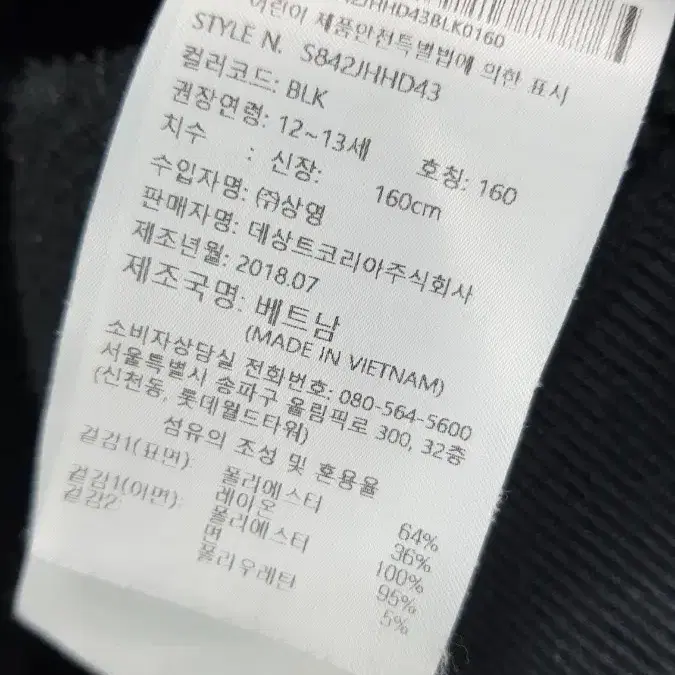 2JHHD43BLK0160
어린이 제품안전특별법에 의한 표시
STYLE N. S842JHHD43
컬러코드: BLK
권장연령: 12~13세 호칭: 160
치수 : 신장: 160cm
수입자명: ㈜상영
판매자명: 데상트코리아주식회사
제조년월: 2018.07
제조국명: 베트남
(MADE IN VIETNAM)
소비자상담실 전화번호: 080-564-5600
서울특별시 송파구 올림픽로 300, 32층
(신천동, 롯데월드타워)
섬유의 조성 및 혼용율
겉감1(표면): 폴리에스터 64%
레이온 36%
겉감1(이면): 폴리에스터 100%
겉감2: 면 95%
폴리우레탄 5%